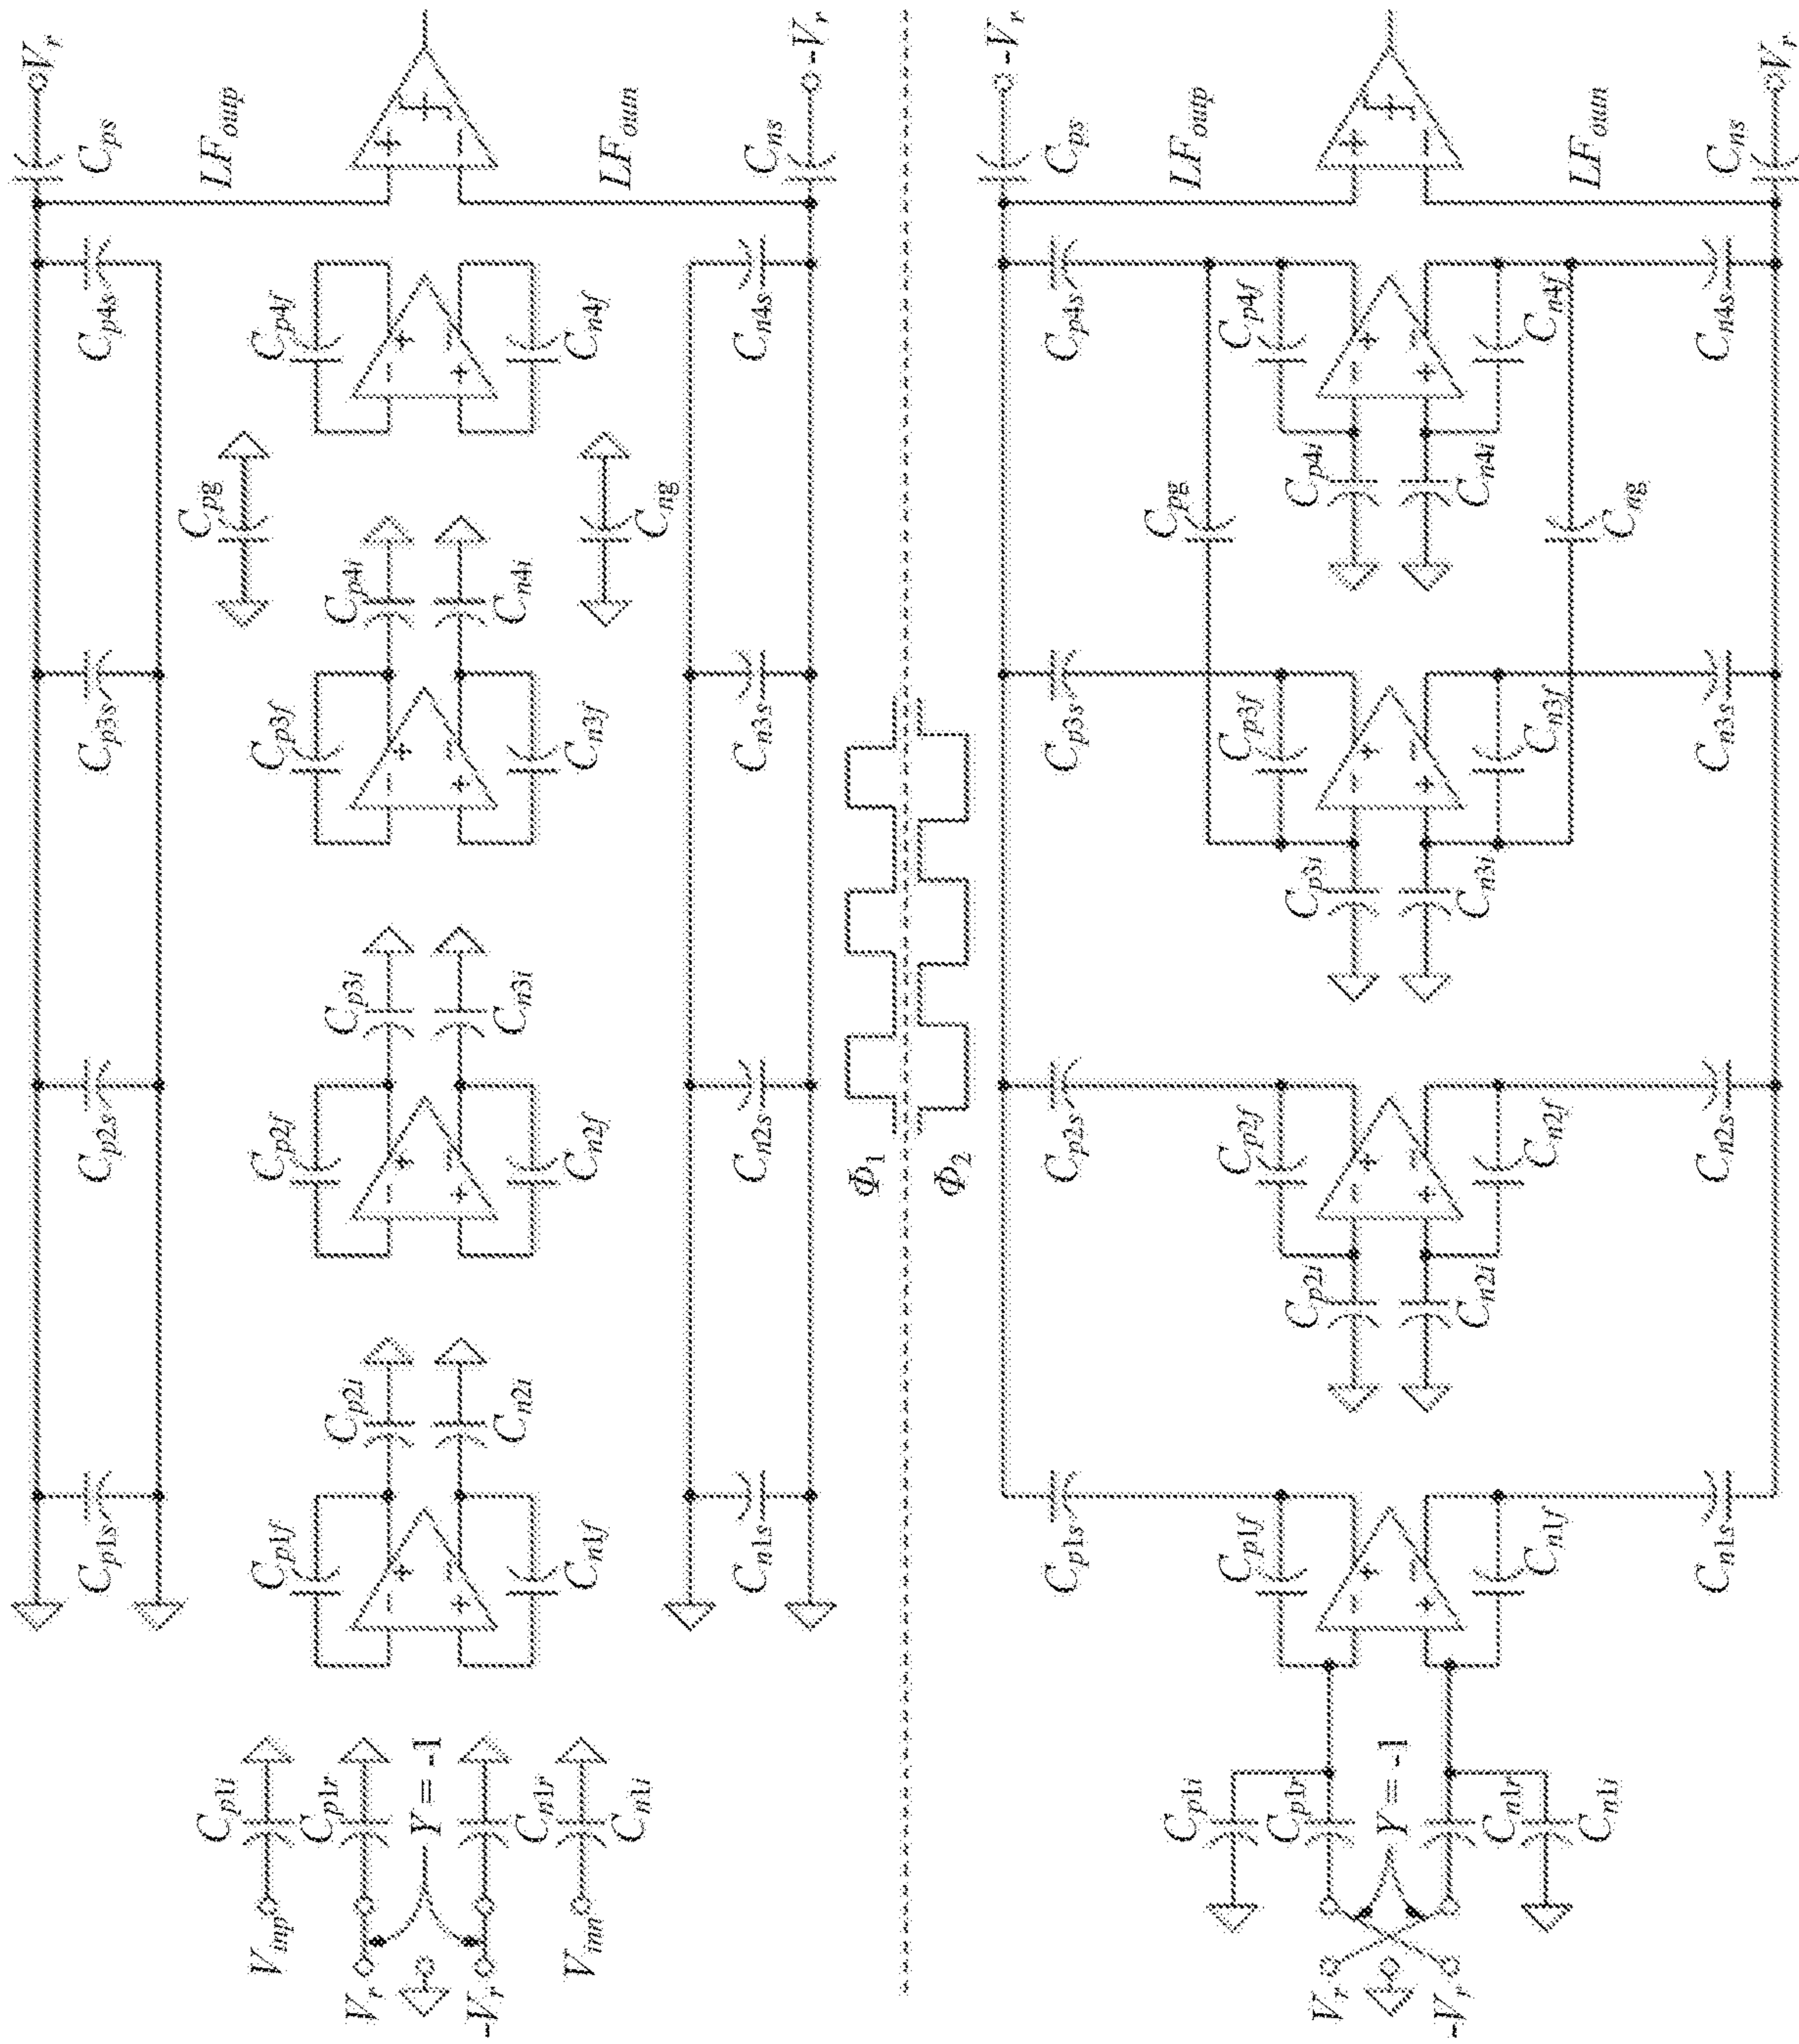 V_r
C_ps
LF_outp
LF_outn
C_ns
-V_r
C_p4s
C_p4f
C_n4f
C_n4s
C_pg
C_ng
C_p4i
C_n4i
C_p3s
C_p3f
C_n3f
C_n3s
C_p3i
C_n3i
C_p2s
C_p2f
C_n2f
C_n2s
C_p2i
C_n2i
C_p1s
C_p1f
C_n1f
C_n1s
C_p1i
C_p1r
Y = -1
C_n1r
C_n1i
V_inp
V_r
-V_r
V_inn
Φ_1
Φ_2
-V_r
C_ps
LF_outp
LF_outn
C_ns
V_r
C_p4s
C_p4f
C_n4f
C_n4s
C_p4i
C_n4i
C_pg
C_ng
C_p3s
C_p3f
C_n3f
C_n3s
C_p3i
C_n3i
C_p2s
C_p2f
C_n2f
C_n2s
C_p2i
C_n2i
C_p1s
C_p1f
C_n1f
C_n1s
C_p1i
C_p1r
Y = -1
C_n1r
C_n1i
V_r
-V_r